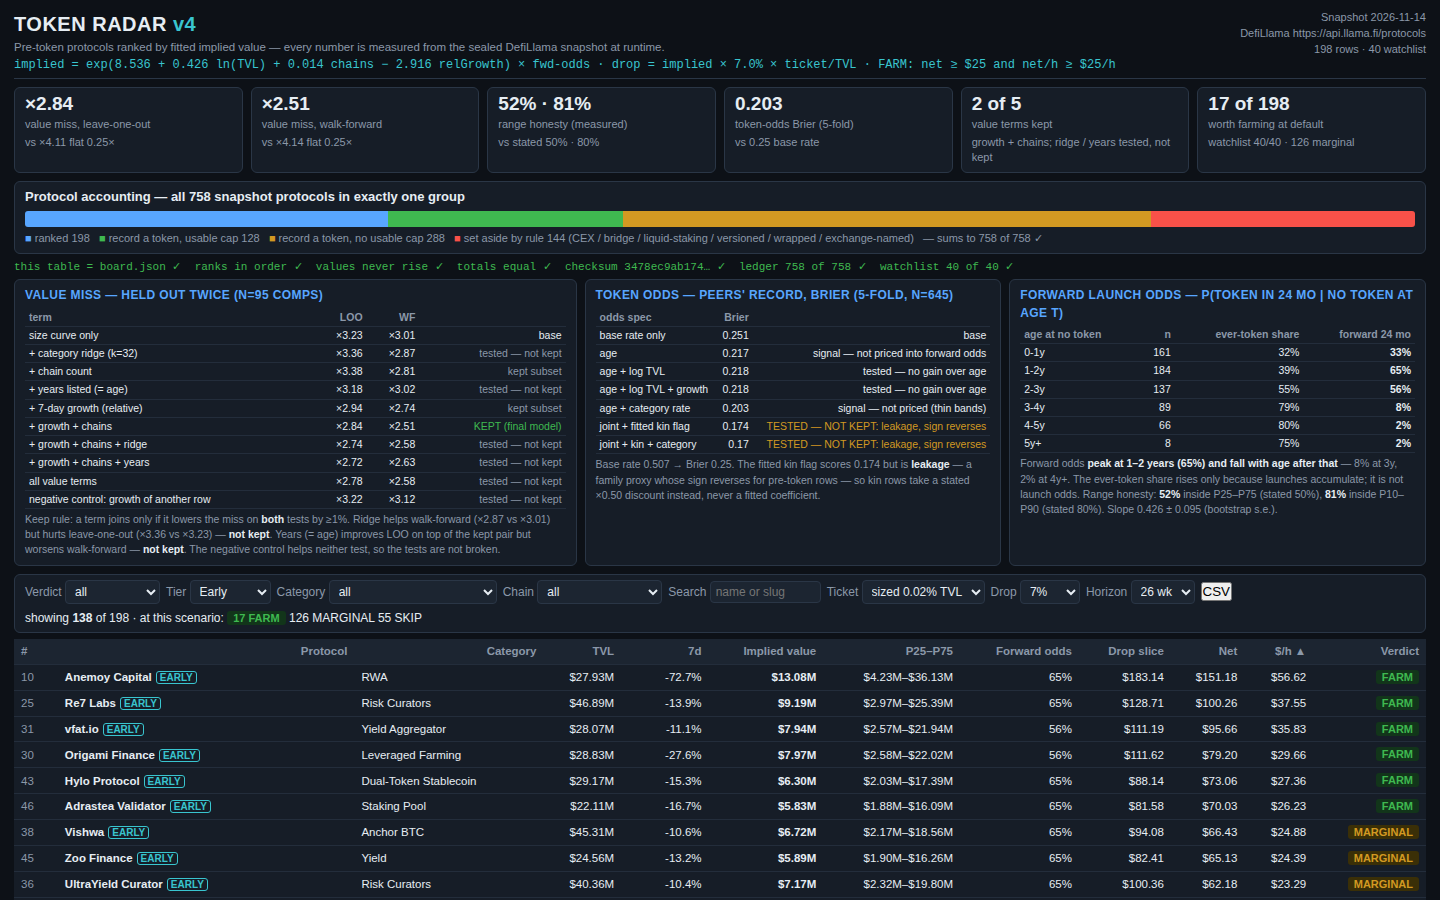 TOKEN RADAR v4
Snapshot 2026-11-14
DefiLlama https://api.llama.fi/protocols
198 rows · 40 watchlist
Pre-token protocols ranked by fitted implied value — every number is measured from the sealed DefiLlama snapshot at runtime.
implied = exp(8.536 + 0.426 ln(TVL) + 0.014 chains − 2.916 relGrowth) × fwd-odds · drop = implied × 7.0% × ticket/TVL · FARM: net ≥ $25 and net/h ≥ $25/h
×2.84
value miss, leave-one-out
vs ×4.11 flat 0.25×
×2.51
value miss, walk-forward
vs ×4.14 flat 0.25×
52% · 81%
range honesty (measured)
vs stated 50% · 80%
0.203
token-odds Brier (5-fold)
vs 0.25 base rate
2 of 5
value terms kept
growth + chains; ridge / years tested, not
kept
17 of 198
worth farming at default
watchlist 40/40 · 126 marginal
Protocol accounting — all 758 snapshot protocols in exactly one group
■ ranked 198 ■ record a token, usable cap 128 ■ record a token, no usable cap 288 ■ set aside by rule 144 (CEX / bridge / liquid-staking / versioned / wrapped / exchange-named) — sums to 758 of 758 ✓
this table = board.json ✓ ranks in order ✓ values never rise ✓ totals equal ✓ checksum 3478ec9ab174… ✓ ledger 758 of 758 ✓ watchlist 40 of 40 ✓
VALUE MISS — HELD OUT TWICE (N=95 COMPS)
term LOO WF
size curve only ×3.23 ×3.01 base
+ category ridge (k=32) ×3.36 ×2.87 tested — not kept
+ chain count ×3.38 ×2.81 kept subset
+ years listed (= age) ×3.18 ×3.02 tested — not kept
+ 7-day growth (relative) ×2.94 ×2.74 kept subset
+ growth + chains ×2.84 ×2.51 KEPT (final model)
+ growth + chains + ridge ×2.74 ×2.58 tested — not kept
+ growth + chains + years ×2.72 ×2.63 tested — not kept
all value terms ×2.78 ×2.58 tested — not kept
negative control: growth of another row ×3.22 ×3.12 tested — not kept
Keep rule: a term joins only if it lowers the miss on both tests by ≥1%. Ridge helps walk-forward (×2.87 vs ×3.01)
but hurts leave-one-out (×3.36 vs ×3.23) — not kept. Years (= age) improves LOO on top of the kept pair but
worsens walk-forward — not kept. The negative control helps neither test, so the tests are not broken.
TOKEN ODDS — PEERS' RECORD, BRIER (5-FOLD, N=645)
odds spec Brier
base rate only 0.251 base
age 0.217 signal — not priced into forward odds
age + log TVL 0.218 tested — no gain over age
age + log TVL + growth 0.218 tested — no gain over age
age + category rate 0.203 signal — not priced (thin bands)
joint + fitted kin flag 0.174 TESTED — NOT KEPT: leakage, sign reverses
joint + kin + category 0.17 TESTED — NOT KEPT: leakage, sign reverses
Base rate 0.507 → Brier 0.25. The fitted kin flag scores 0.174 but is leakage — a
family proxy whose sign reverses for pre-token rows — so kin rows take a stated
×0.50 discount instead, never a fitted coefficient.
FORWARD LAUNCH ODDS — P(TOKEN IN 24 MO | NO TOKEN AT
AGE T)
age at no token n ever-token share forward 24 mo
0-1y 161 32% 33%
1-2y 184 39% 65%
2-3y 137 55% 56%
3-4y 89 79% 8%
4-5y 66 80% 2%
5y+ 8 75% 2%
Forward odds peak at 1–2 years (65%) and fall with age after that — 8% at 3y,
2% at 4y+. The ever-token share rises only because launches accumulate; it is not
launch odds. Range honesty: 52% inside P25–P75 (stated 50%), 81% inside P10–
P90 (stated 80%). Slope 0.426 ± 0.095 (bootstrap s.e.).
Verdict all Tier Early Category all Chain all Search name or slug Ticket sized 0.02% TVL Drop 7% Horizon 26 wk CSV
showing 138 of 198 · at this scenario: 17 FARM 126 MARGINAL 55 SKIP
# Protocol Category TVL 7d Implied value P25–P75 Forward odds Drop slice Net $/h ▲ Verdict
10 Anemoy Capital EARLY RWA $27.93M -72.7% $13.08M $4.23M–$36.13M 65% $183.14 $151.18 $56.62 FARM
25 Re7 Labs EARLY Risk Curators $46.89M -13.9% $9.19M $2.97M–$25.39M 65% $128.71 $100.26 $37.55 FARM
31 vfat.io EARLY Yield Aggregator $28.07M -11.1% $7.94M $2.57M–$21.94M 56% $111.19 $95.66 $35.83 FARM
30 Origami Finance EARLY Leveraged Farming $28.83M -27.6% $7.97M $2.58M–$22.02M 56% $111.62 $79.20 $29.66 FARM
43 Hylo Protocol EARLY Dual-Token Stablecoin $29.17M -15.3% $6.30M $2.03M–$17.39M 65% $88.14 $73.06 $27.36 FARM
46 Adrastea Validator EARLY Staking Pool $22.11M -16.7% $5.83M $1.88M–$16.09M 65% $81.58 $70.03 $26.23 FARM
38 Vishwa EARLY Anchor BTC $45.31M -10.6% $6.72M $2.17M–$18.56M 65% $94.08 $66.43 $24.88 MARGINAL
45 Zoo Finance EARLY Yield $24.56M -13.2% $5.89M $1.90M–$16.26M 65% $82.41 $65.13 $24.39 MARGINAL
36 UltraYield Curator EARLY Risk Curators $40.36M -10.4% $7.17M $2.32M–$19.80M 65% $100.36 $62.18 $23.29 MARGINAL